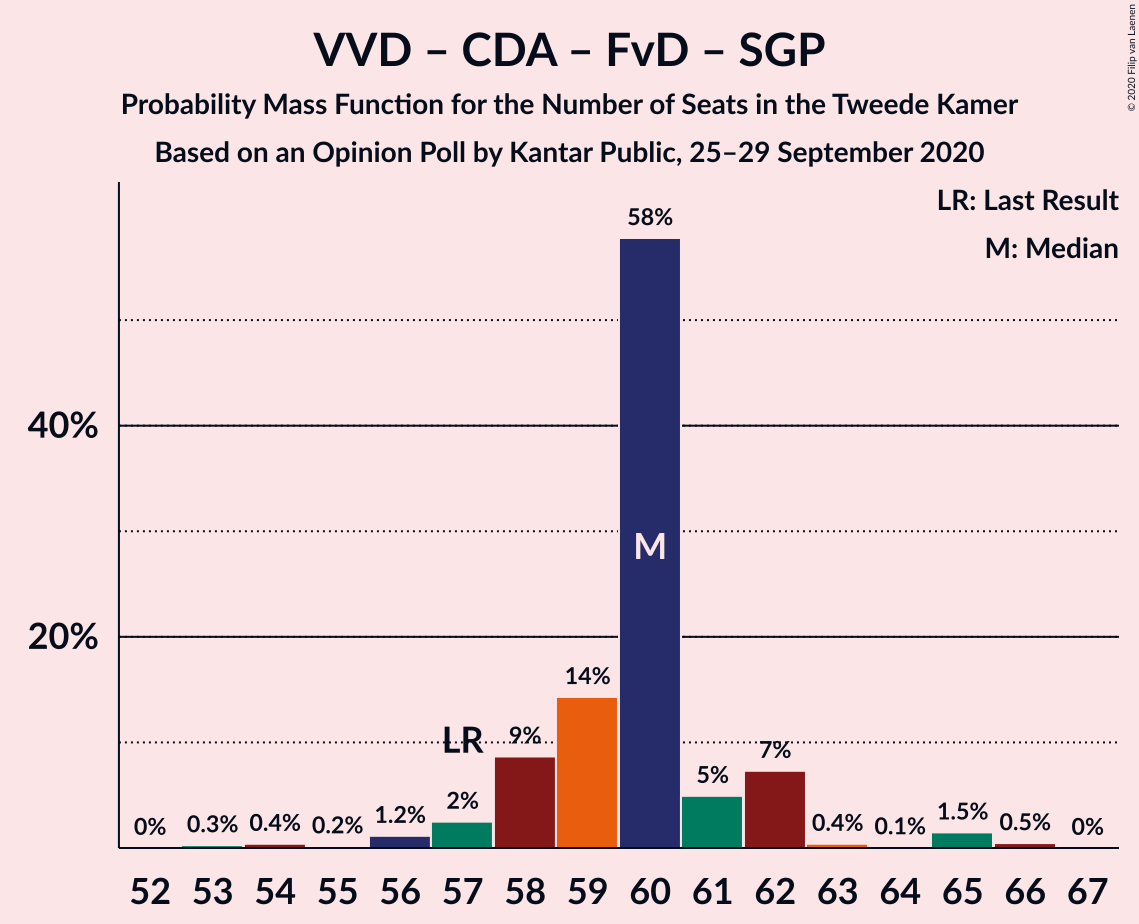 VVD – CDA – FvD – SGP
Probability Mass Function for the Number of Seats in the Tweede Kamer
Based on an Opinion Poll by Kantar Public, 25–29 September 2020
© 2020 Filip van Laenen
LR: Last Result
M: Median
58%
40%
M
20%
14%
LR
9%
7%
5%
2%
0%
0.3%
0.4%
0.2%
1.2%
0.4%
0.1%
1.5%
0.5%
0%
52 53 54 55 56 57 58 59 60 61 62 63 64 65 66 67